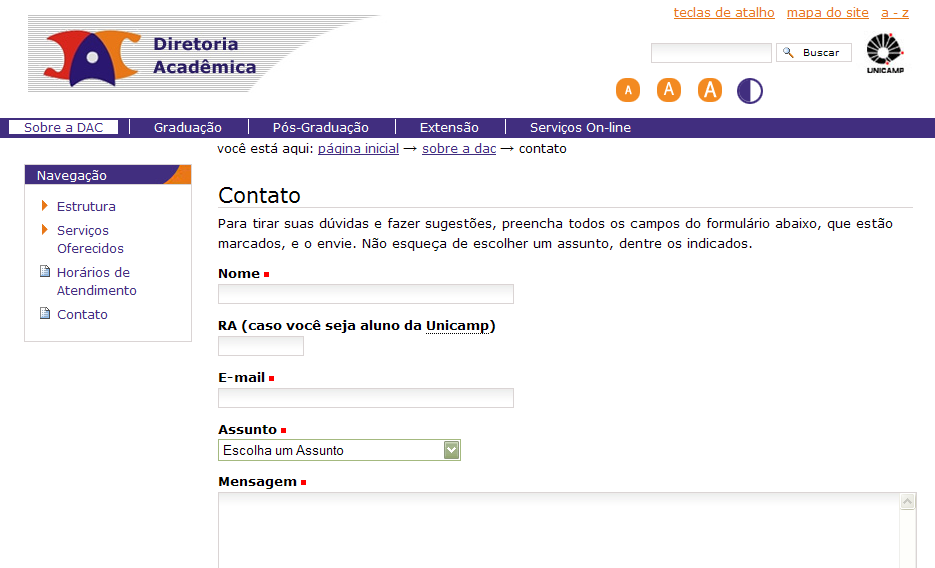 teclas de atalho mapa do site a - z
Diretoria
Acadêmica
Buscar
UNICAMP
A A A
Sobre a DAC Graduação Pós-Graduação Extensão Serviços On-line
você está aqui: página inicial → sobre a dac → contato
Navegação
Estrutura
Serviços
Oferecidos
Horários de
Atendimento
Contato
Contato
Para tirar suas dúvidas e fazer sugestões, preencha todos os campos do formulário abaixo, que estão
marcados, e o envie. Não esqueça de escolher um assunto, dentre os indicados.
Nome
RA (caso você seja aluno da Unicamp)
E-mail
Assunto
Escolha um Assunto
Mensagem